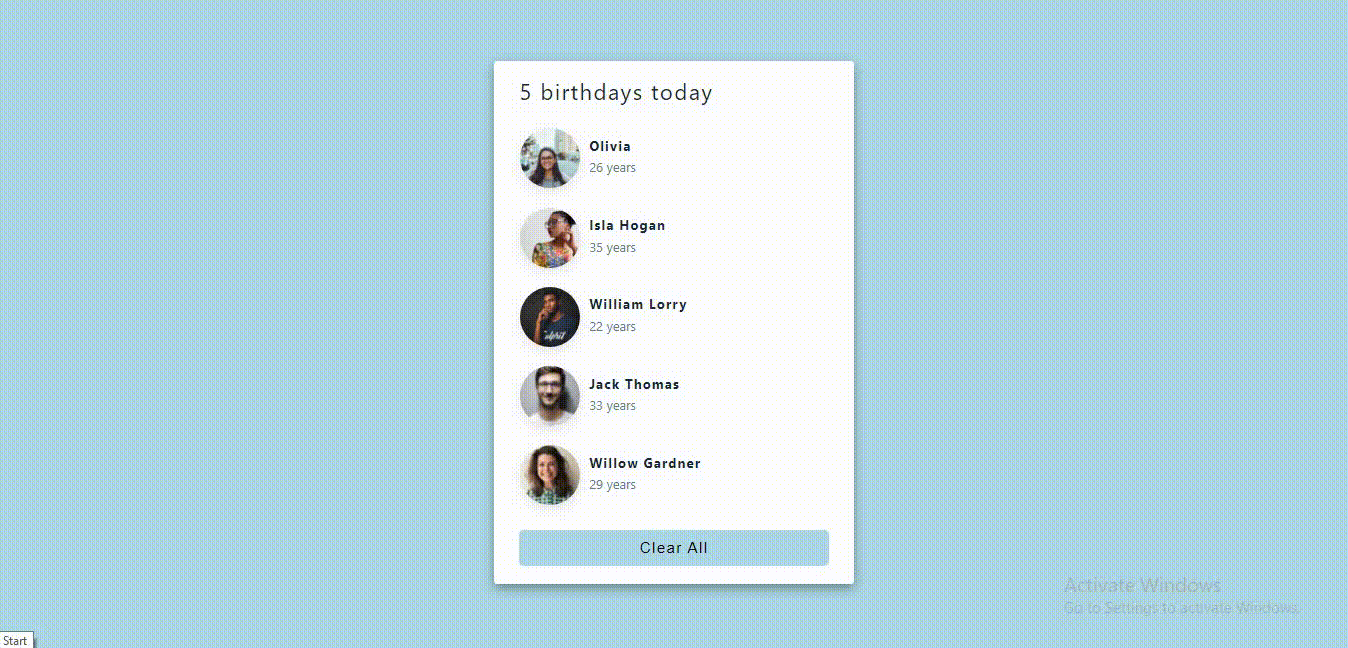 5 birthdays today
Olivia
26 years
Isla Hogan
35 years
William Lorry
22 years
Jack Thomas
33 years
Willow Gardner
29 years
Clear All
Activate Windows
Go to Settings to activate Windows.
Start